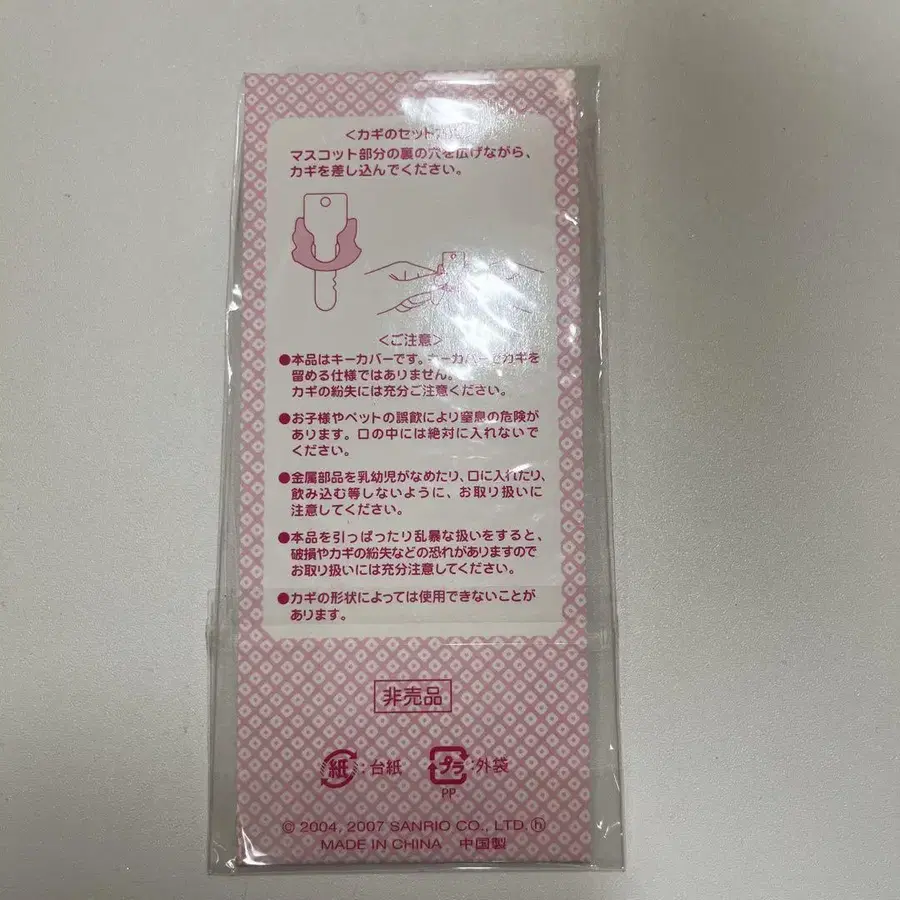 <カギのセット方法>
マスコット部分の裏の穴を広げながら、
カギを差し込んでください。
<ご注意>
●本品はキーカバーです。キーカバーとカギを
留める仕様ではありません。
カギの紛失には充分ご注意ください。
●お子様やペットの誤飲により窒息の危険が
あります。口の中には絶対に入れないで
ください。
●金属部品を乳幼児がなめたり、口に入れたり、
飲み込む等しないように、お取り扱いに
注意してください。
●本品を引っぱったり乱暴な扱いをすると、
破損やカギの紛失などの恐れがありますので
お取り扱いには充分注意してください。
●カギの形状によっては使用できないことが
あります。
非売品
紙:台紙 プラ:外袋
PP
© 2004, 2007 SANRIO CO., LTD. ⓗ
MADE IN CHINA 中国製